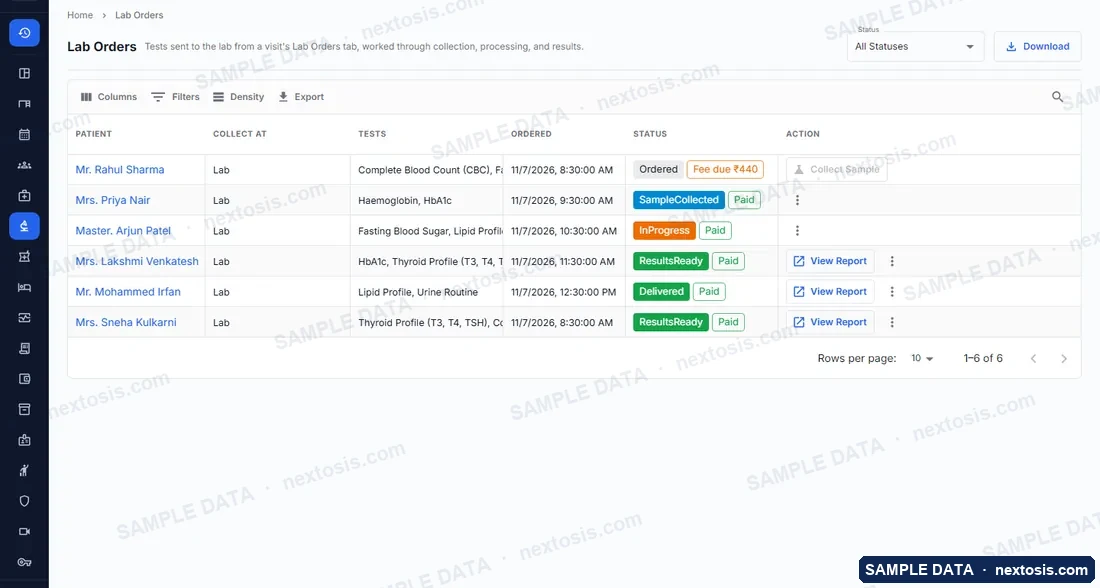 Home › Lab Orders
Lab Orders
Tests sent to the lab from a visit's Lab Orders tab, worked through collection, processing, and results.
Status
All Statuses
Download
Columns
Filters
Density
Export
PATIENT COLLECT AT TESTS ORDERED STATUS ACTION
Mr. Rahul Sharma Lab Complete Blood Count (CBC), Fa 11/7/2026, 8:30:00 AM Ordered Fee due ₹440 Collect Sample
Mrs. Priya Nair Lab Haemoglobin, HbA1c 11/7/2026, 9:30:00 AM SampleCollected Paid
Master. Arjun Patel Lab Fasting Blood Sugar, Lipid Profil 11/7/2026, 10:30:00 AM InProgress Paid
Mrs. Lakshmi Venkatesh Lab HbA1c, Thyroid Profile (T3, T4, T 11/7/2026, 11:30:00 AM ResultsReady Paid View Report
Mr. Mohammed Irfan Lab Lipid Profile, Urine Routine 11/7/2026, 12:30:00 PM Delivered Paid View Report
Mrs. Sneha Kulkarni Lab Thyroid Profile (T3, T4, TSH), Co 11/7/2026, 8:30:00 AM ResultsReady Paid View Report
Rows per page: 10 1–6 of 6
SAMPLE DATA · nextosis.com